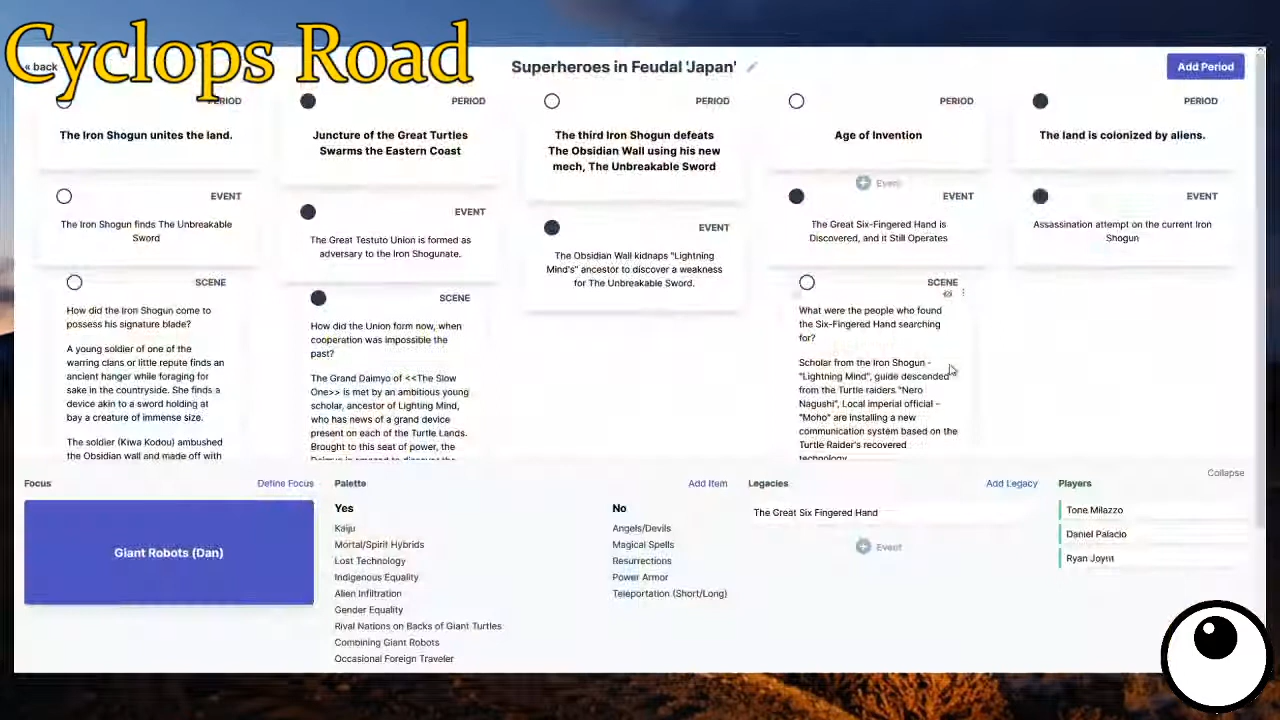 Cyclops Road
« back
Superheroes in Feudal 'Japan'
Add Period
PERIOD
The Iron Shogun unites the land.
EVENT
The Iron Shogun finds The Unbreakable
Sword
SCENE
How did the Iron Shogun come to
possess his signature blade?
A young soldier of one of the
warring clans or little repute finds an
ancient hanger while foraging for
sake in the countryside. She finds a
device akin to a sword holding at
bay a creature of immense size.
The soldier (Kiwa Kodou) ambushed
the Obsidian wall and made off with
PERIOD
Juncture of the Great Turtles
Swarms the Eastern Coast
EVENT
The Great Testuto Union is formed as
adversary to the Iron Shogunate.
SCENE
How did the Union form now, when
cooperation was impossible the
past?
The Grand Daimyo of <<The Slow
One>> is met by an ambitious young
scholar, ancestor of Lighting Mind,
who has news of a grand device
present on each of the Turtle Lands.
Brought to this seat of power, the
PERIOD
The third Iron Shogun defeats
The Obsidian Wall using his new
mech, The Unbreakable Sword
EVENT
The Obsidian Wall kidnaps "Lightning
Mind's" ancestor to discover a weakness
for The Unbreakable Sword.
PERIOD
Age of Invention
Event
EVENT
The Great Six-Fingered Hand is
Discovered, and it Still Operates
SCENE
What were the people who found
the Six-Fingered Hand searching
for?
Scholar from the Iron Shogun -
"Lightning Mind", guide descended
from the Turtle raiders "Nero
Nagushi", Local imperial official -
"Moho" are installing a new
communication system based on the
Turtle Raider's recovered
technology
PERIOD
The land is colonized by aliens.
EVENT
Assassination attempt on the current Iron
Shogun
Collapse
Focus
Define Focus
Giant Robots (Dan)
Palette
Add Item
Yes
Kaiju
Mortal/Spirit Hybrids
Lost Technology
Indigenous Equality
Alien Infiltration
Gender Equality
Rival Nations on Backs of Giant Turtles
Combining Giant Robots
Occasional Foreign Traveler
No
Angels/Devils
Magical Spells
Resurrections
Power Armor
Teleportation (Short/Long)
Legacies
Add Legacy
The Great Six Fingered Hand
Event
Players
Tone Milazzo
Daniel Palacio
Ryan Joynt